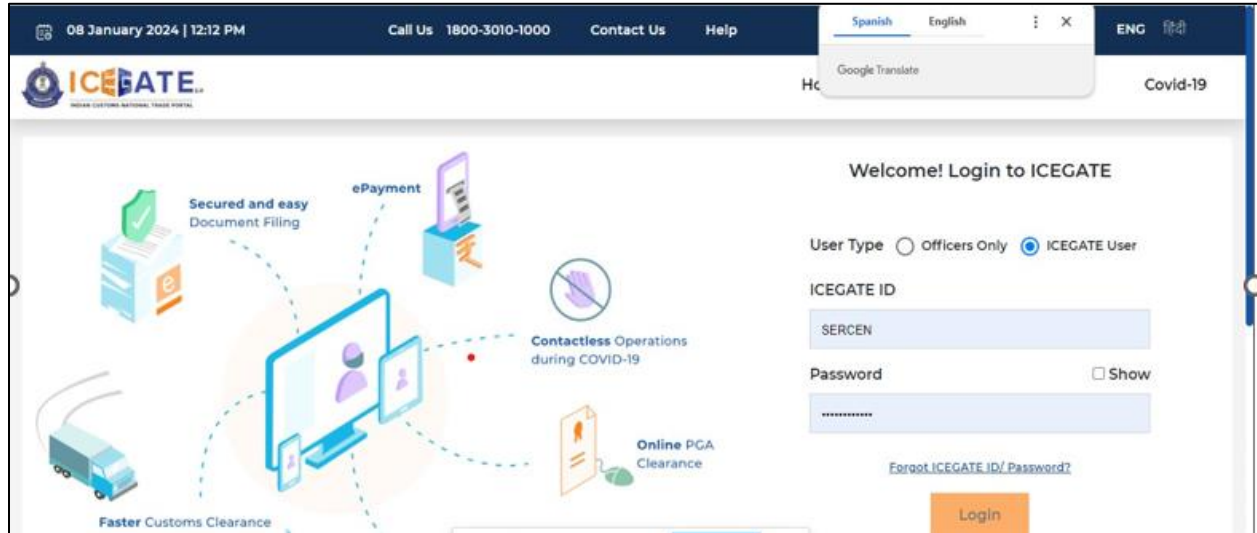 08 January 2024 | 12:12 PM
Call Us 1800-3010-1000
Contact Us
Help
Spanish English
ENG हिंदी
Google Translate
ICEGATE
INDIAN CUSTOMS NATIONAL TRADE PORTAL
Covid-19
Welcome! Login to ICEGATE
Secured and easy
Document Filing
ePayment
User Type Officers Only ICEGATE User
ICEGATE ID
SERCEN
Contactless Operations
during COVID-19
Password Show
••••••••••••
Online PGA
Clearance
Forgot ICEGATE ID/ Password?
Login
Faster Customs Clearance